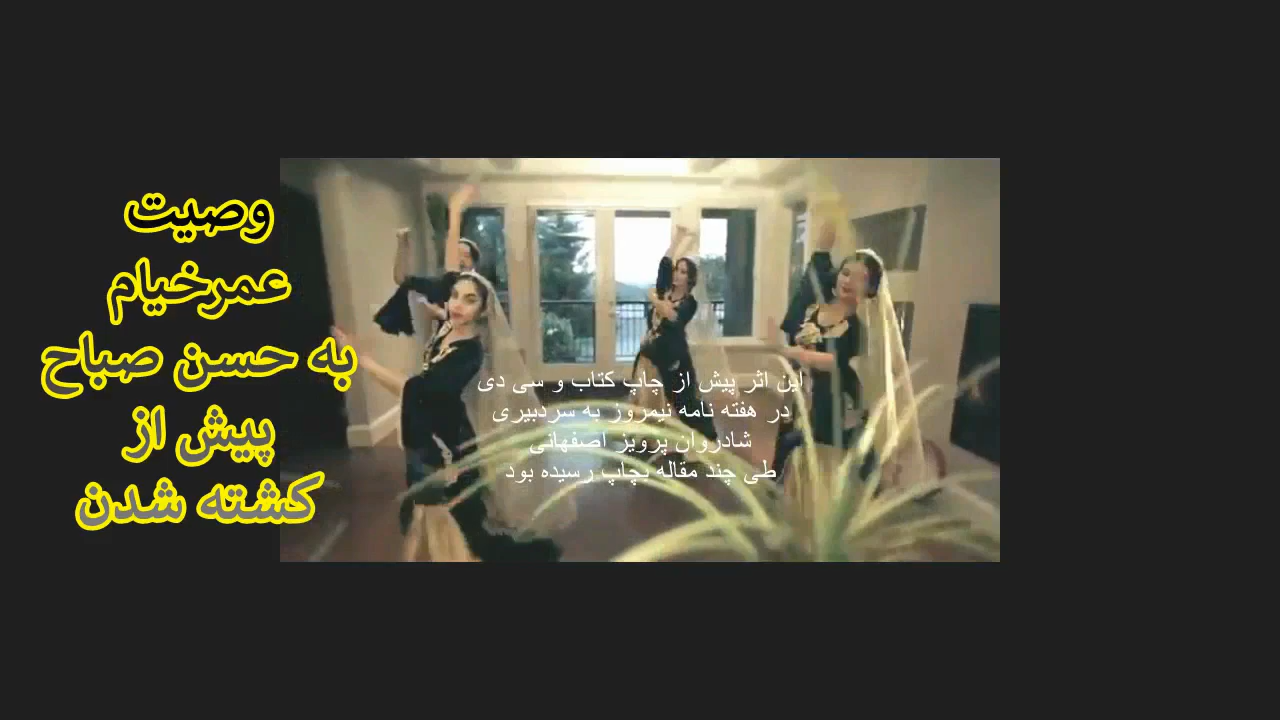 وصیت
عمرخیام
به حسن صباح
پیش از
کشته شدن
این اثر پیش از چاپ کتاب و سی دی
در هفته نامه نیمروز به سردبیری
شادروان پرویز اصفهانی
طی چند مقاله بچاپ رسیده بود